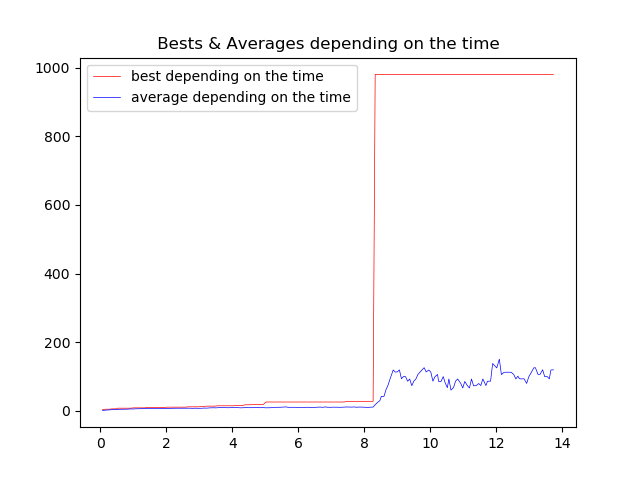 Bests & Averages depending on the time
best depending on the time
average depending on the time
1000
800
600
400
200
0
0 2 4 6 8 10 12 14